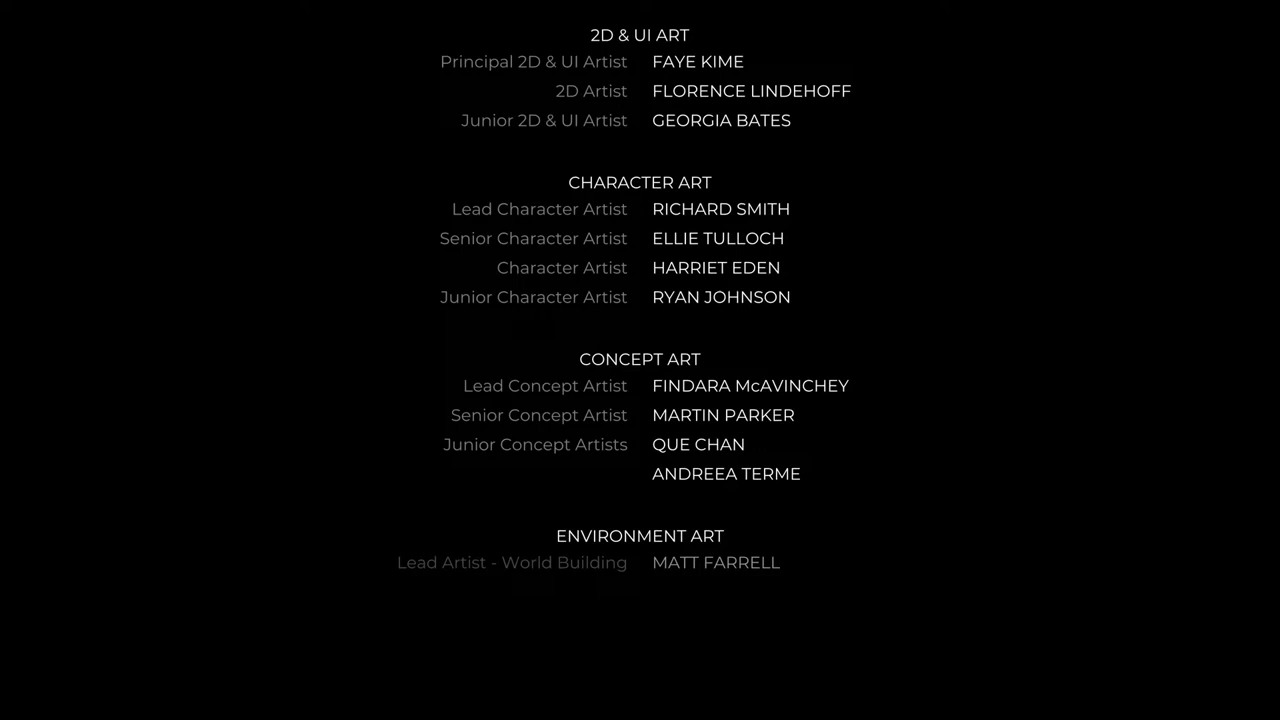 2D & UI ART
Principal 2D & UI Artist FAYE KIME
2D Artist FLORENCE LINDEHOFF
Junior 2D & UI Artist GEORGIA BATES
CHARACTER ART
Lead Character Artist RICHARD SMITH
Senior Character Artist ELLIE TULLOCH
Character Artist HARRIET EDEN
Junior Character Artist RYAN JOHNSON
CONCEPT ART
Lead Concept Artist FINDARA McAVINCHEY
Senior Concept Artist MARTIN PARKER
Junior Concept Artists QUE CHAN
ANDREEA TERME
ENVIRONMENT ART
Lead Artist - World Building MATT FARRELL